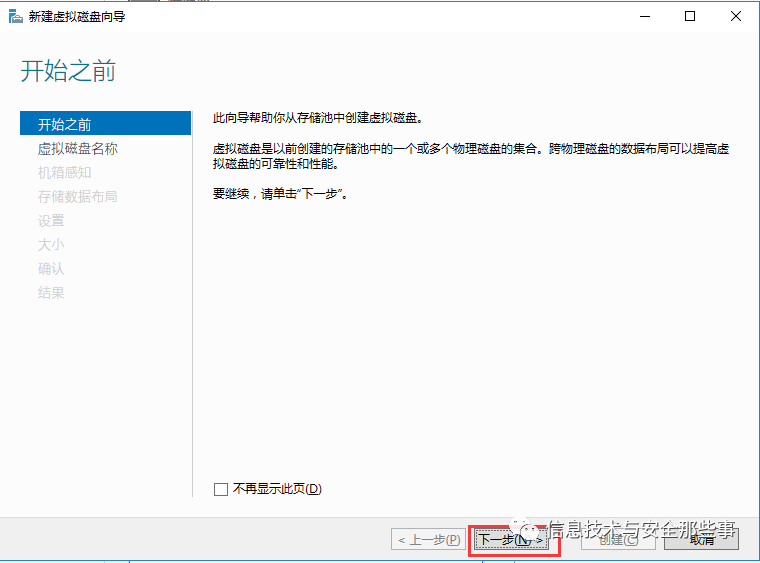 新建虚拟磁盘向导
开始之前
开始之前
虚拟磁盘名称
机箱感知
存储数据布局
设置
大小
确认
结果
此向导帮助你从存储池中创建虚拟磁盘。
虚拟磁盘是以前创建的存储池中的一个或多个物理磁盘的集合。跨物理磁盘的数据布局可以提高虚
拟磁盘的可靠性和性能。
要继续，请单击“下一步”。
不再显示此页(D)
< 上一步(P) 下一步(N) > 创建(C) 取消
信息技术与安全那些事